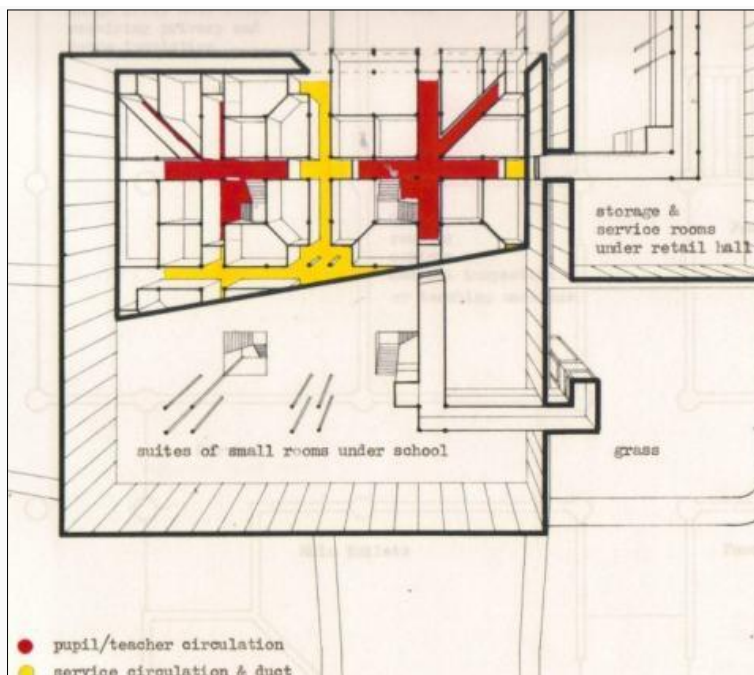 storage &
service rooms
under retail hall
suites of small rooms under school
grass
pupil/teacher circulation
service circulation & duct